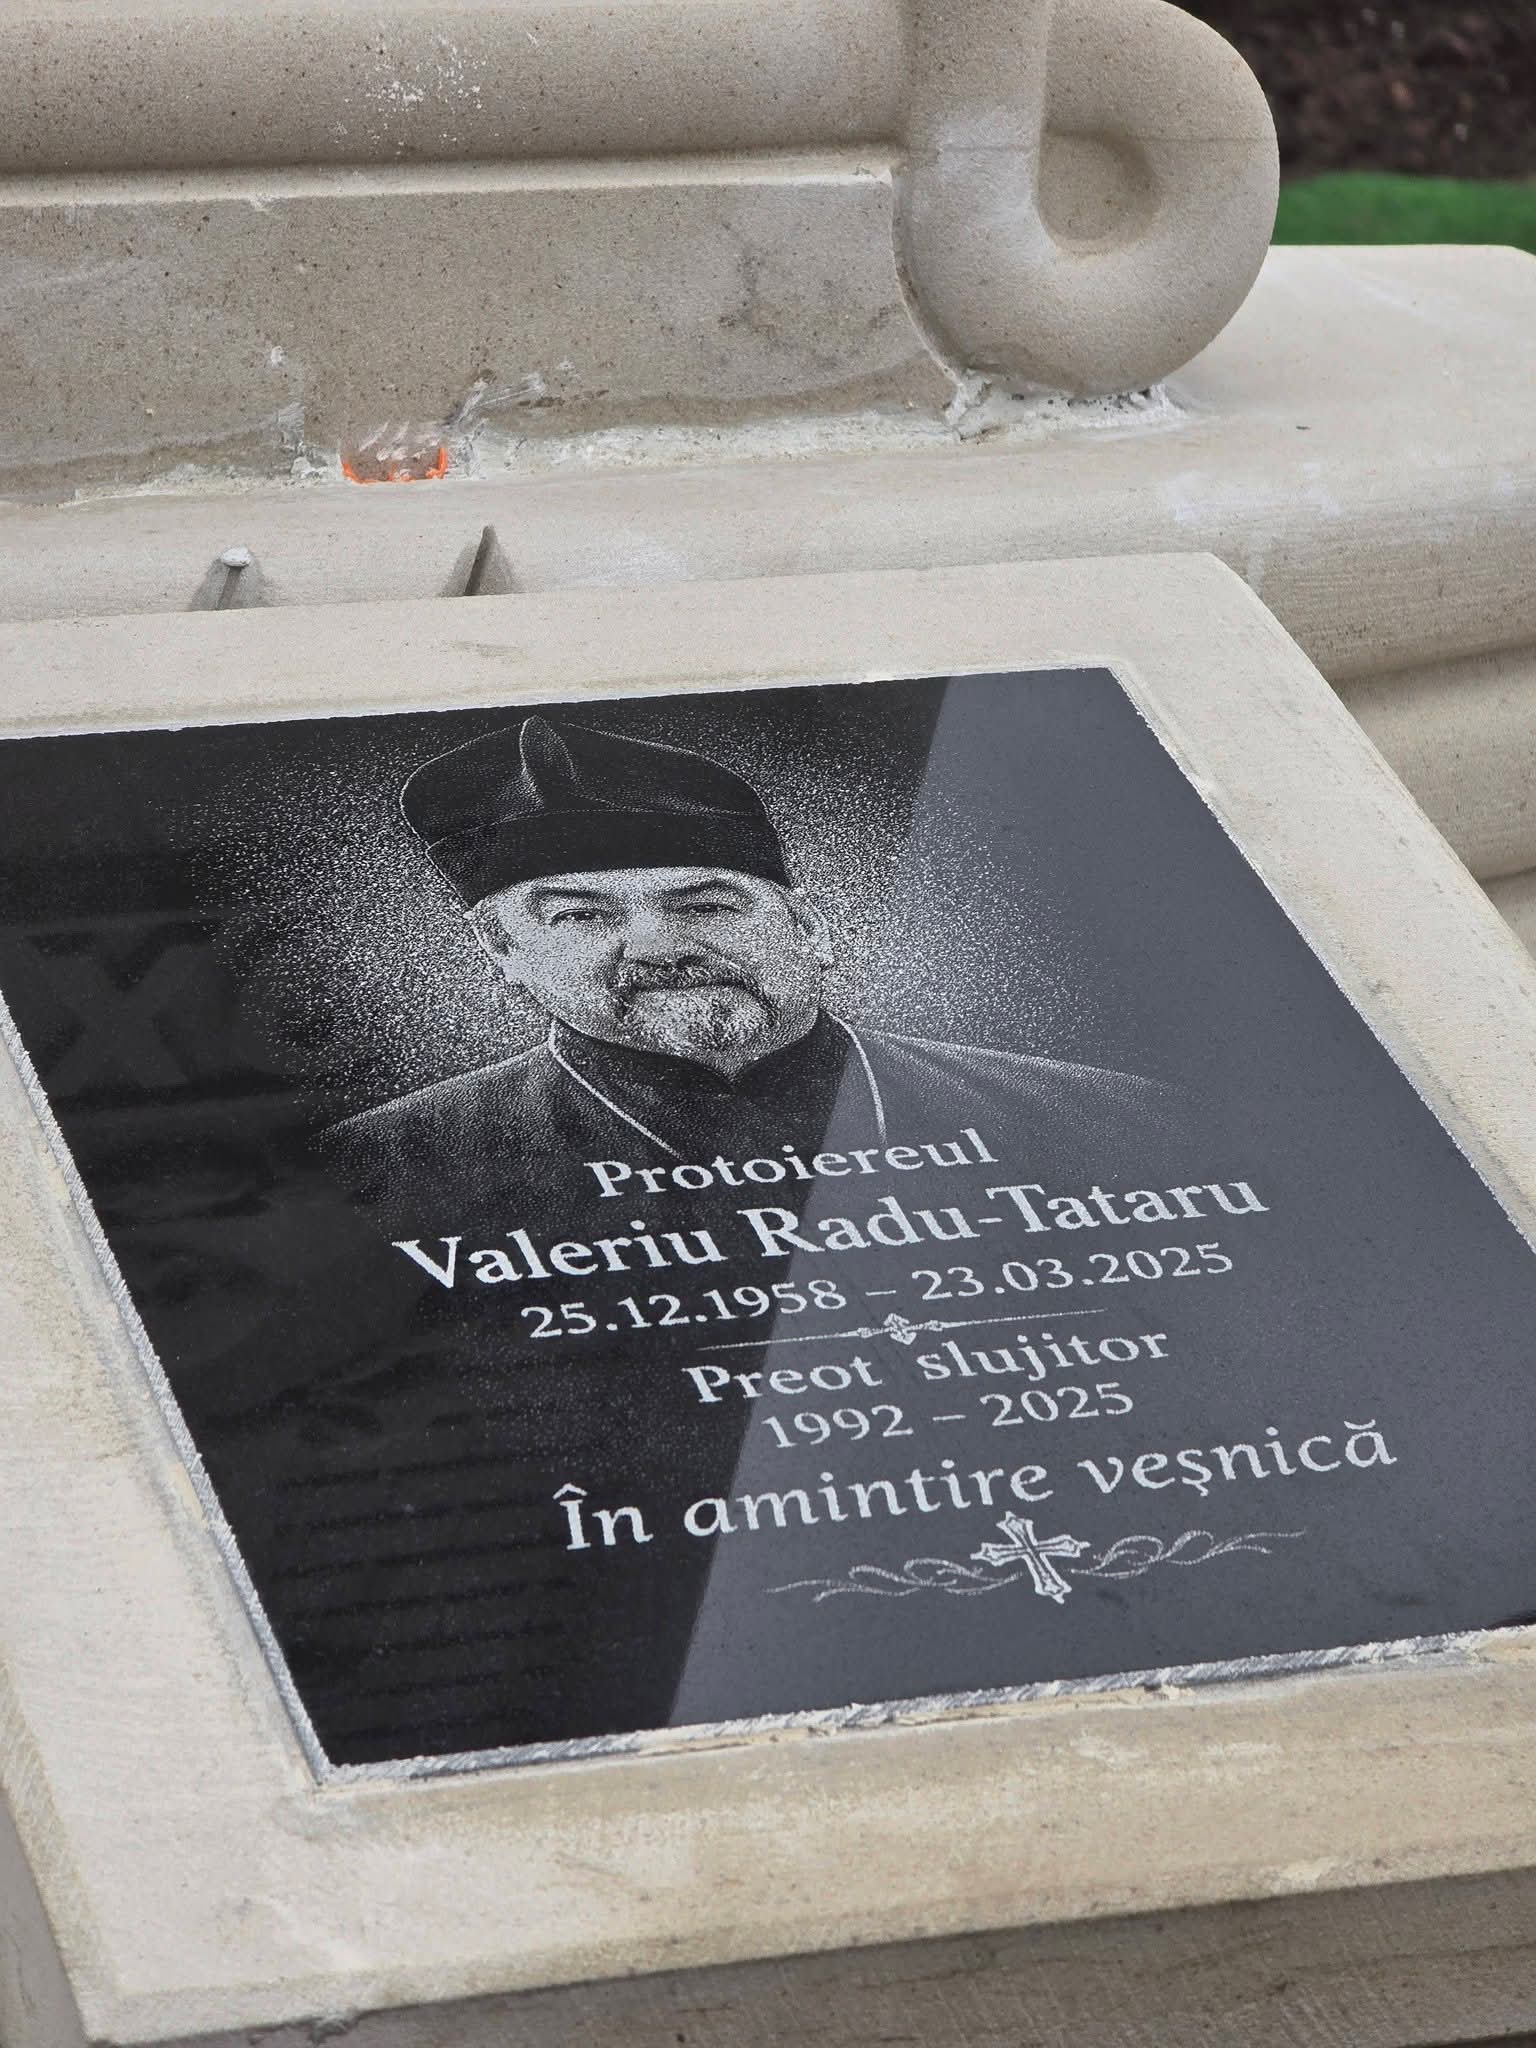 Protoiereul
Valeriu Radu-Tataru
25.12.1958 – 23.03.2025
Preot slujitor
1992 – 2025
În amintire veşnică